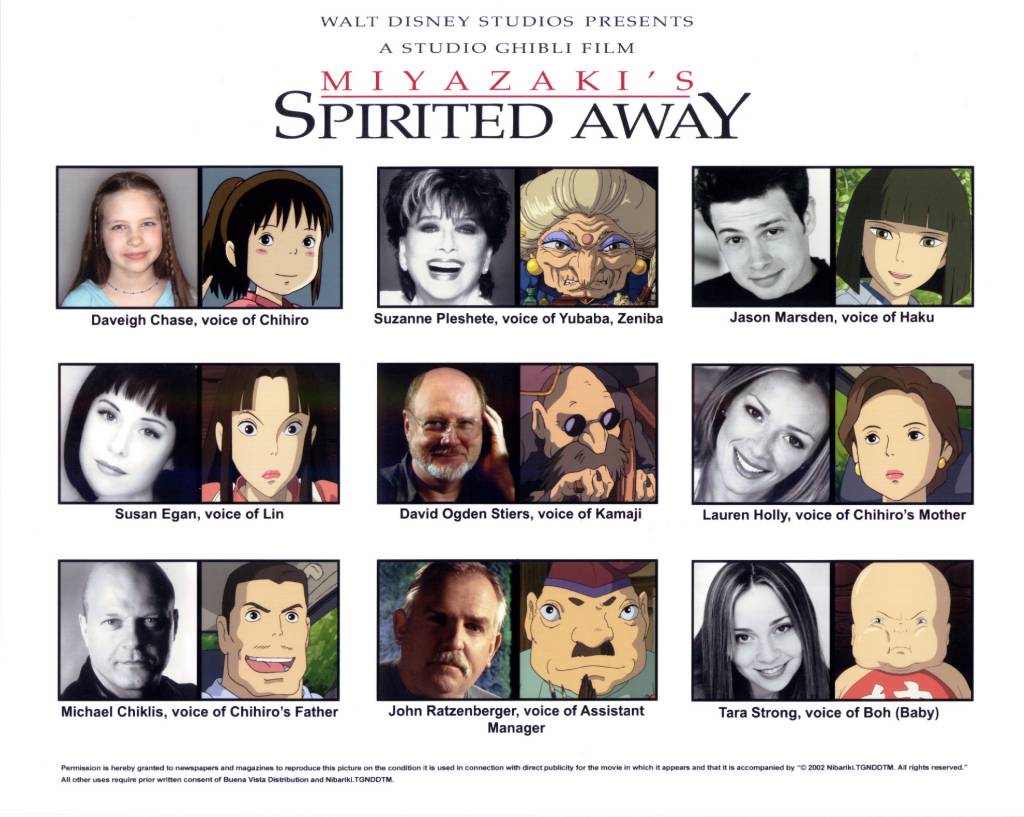 WALT DISNEY STUDIOS PRESENTS
A STUDIO GHIBLI FILM
MIYAZAKI'S
SPIRITED AWAY
Daveigh Chase, voice of Chihiro
Suzanne Pleshete, voice of Yubaba, Zeniba
Jason Marsden, voice of Haku
Susan Egan, voice of Lin
David Ogden Stiers, voice of Kamaji
Lauren Holly, voice of Chihiro's Mother
Michael Chiklis, voice of Chihiro's Father
John Ratzenberger, voice of Assistant
Manager
Tara Strong, voice of Boh (Baby)
Permission is hereby granted to newspapers and magazines to reproduce this picture on the condition it is used in connection with direct publicity for the movie in which it appears and that it is accompanied by "© 2002 Nibariki.TGNDDTM. All rights reserved."
All other uses require prior written consent of Buena Vista Distribution and Nibariki.TGNDDTM.